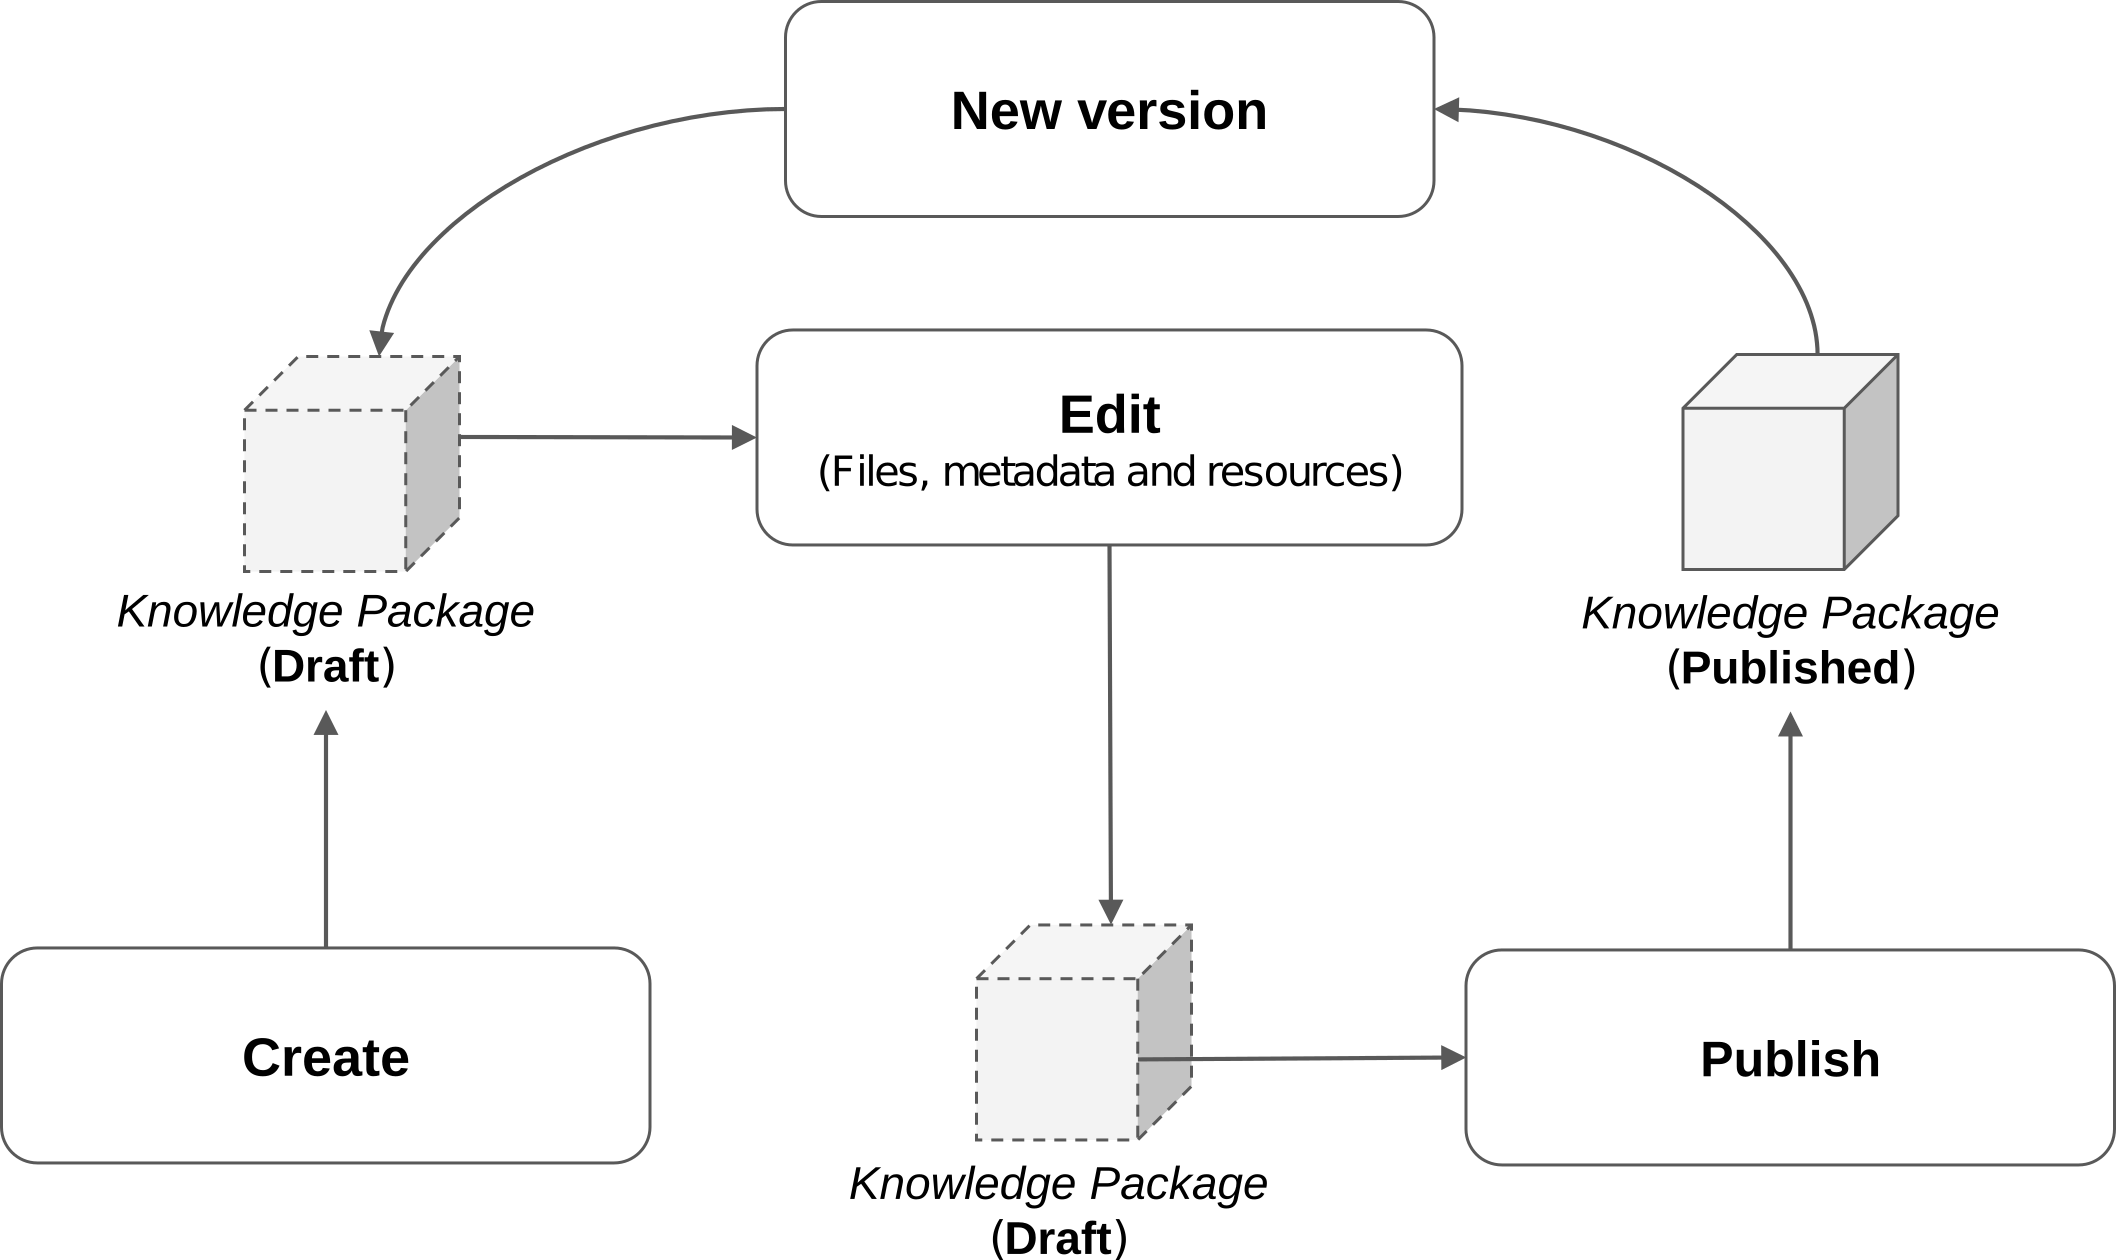 New version
Edit
(Files, metadata and resources)
Knowledge Package
(Draft)
Knowledge Package
(Published)
Create
Publish
Knowledge Package
(Draft)